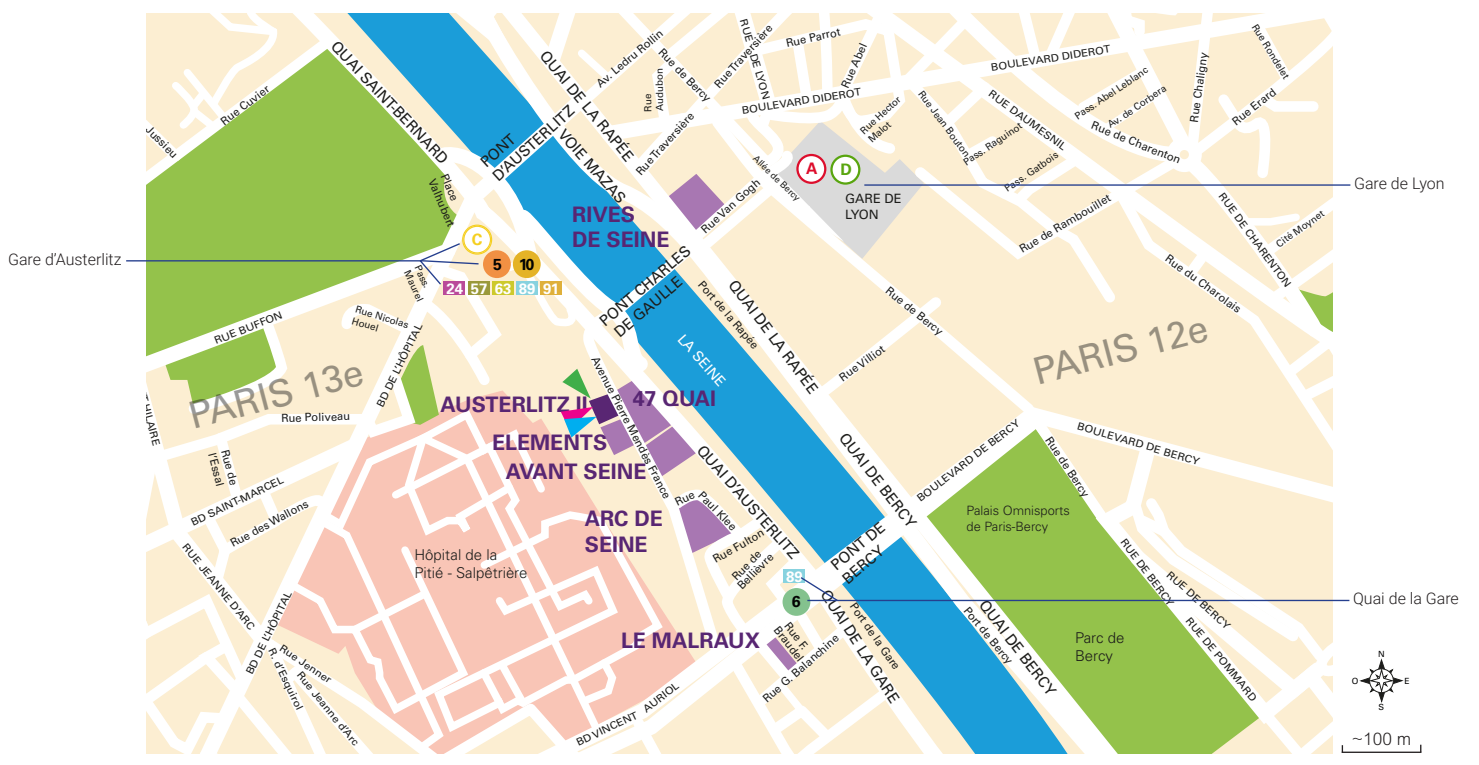 QUAI SAINT-BERNARD
Rue Cuvier
Jussieu
QUAI DE LA RAPÉE
Av. Ledru Rollin
Rue de Bercy
Rue Audubon
Rue Traversière
RUE DE LYON
Rue Parrot
Rue Abel
BOULEVARD DIDEROT
BOULEVARD DIDEROT
Rue Traversière
Rue Hector
Malot
Rue Jean Bouton
Pass. Raguinot
Pass. Gatbois
RUE DAUMESNIL
Pass. Abel Leblanc
Av. de Corbera
Rue de Charenton
Rue Chaligny
Rue Rondelet
Rue Erard
PONT
D'AUSTERLITZ
VOIE MAZAS
Allée de Bercy
A
D
GARE DE
LYON
Gare de Lyon
Place
Valhubert
Rue Van Gogh
RIVES
DE SEINE
Rue de Rambouillet
RUE DE CHARENTON
Cité Moynet
Rue du Charolais
C
5
10
Gare d'Austerlitz
24
57
63
89
91
Pass.
Maurel
Rue Nicolas
Houel
RUE BUFFON
BD DE L'HÔPITAL
PONT CHARLES
DE GAULLE
Port de la Rapée
QUAI DE LA RAPÉE
Rue de Bercy
Rue Villiot
LA SEINE
PARIS 12e
PARIS 13e
Rue Poliveau
HILAIRE
Rue de
l'Essai
BD SAINT-MARCEL
Rue des Wallons
Avenue Pierre Mendès France
AUSTERLITZ II
47 QUAI
ELEMENTS
AVANT SEINE
QUAI D'AUSTERLITZ
QUAI DE BERCY
BOULEVARD DE BERCY
BOULEVARD DE BERCY
Rue de Bercy
Palais Omnisports
de Paris-Bercy
Rue Paul Klee
ARC DE
SEINE
Rue Fulton
Rue de
Bellièvre
PONT DE
BERCY
Hôpital de la
Pitié - Salpêtrière
RUE JEANNE D'ARC
BD DE L'HÔPITAL
89
6
Quai de la Gare
RUE DE BERCY
RUE DE BERCY
RUE DE POMMARD
LE MALRAUX
Rue F.
Braudel
Rue G. Balanchine
QUAI DE LA GARE
Port de la Gare
Port de Bercy
QUAI DE BERCY
Parc de
Bercy
Rue Jenner
R. d'Esquirol
Rue Jeanne d'Arc
BD VINCENT AURIOL
N
O
E
S
~100 m